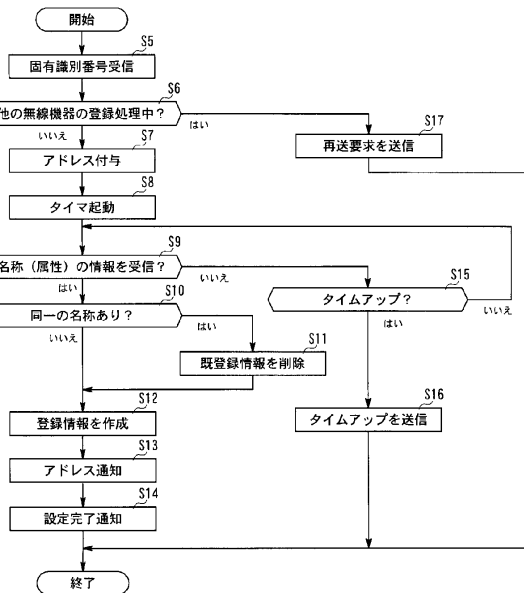 開始
S5
固有識別番号受信
S6
他の無線機器の登録処理中?
はい
いいえ
S17
再送要求を送信
S7
アドレス付与
S8
タイマ起動
S9
名称(属性)の情報を受信?
いいえ
はい
S15
タイムアップ?
いいえ
はい
S10
同一の名称あり?
はい
いいえ
S11
既登録情報を削除
S12
登録情報を作成
S16
タイムアップを送信
S13
アドレス通知
S14
設定完了通知
終了